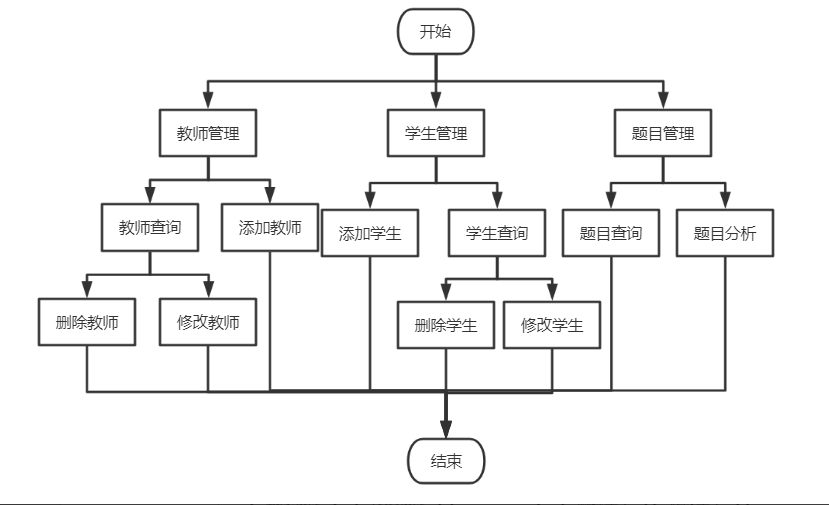 开始
教师管理
学生管理
题目管理
教师查询
添加教师
添加学生
学生查询
题目查询
题目分析
删除教师
修改教师
删除学生
修改学生
结束